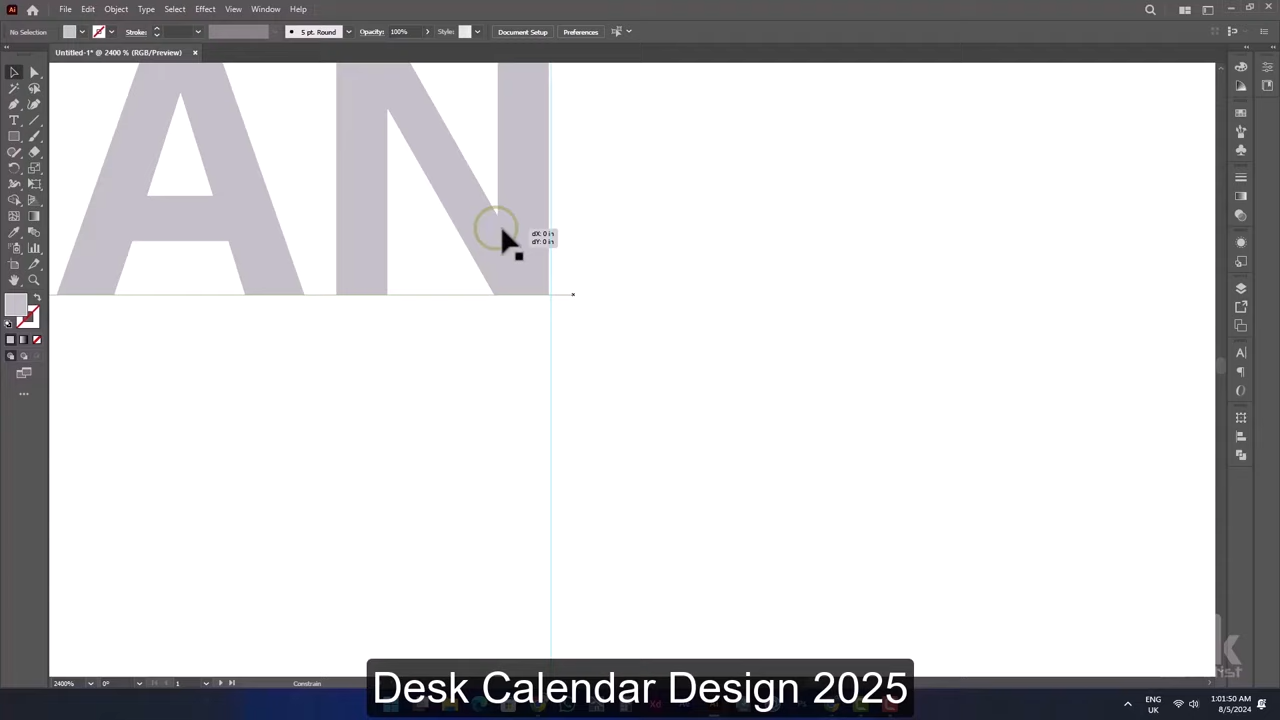 File Edit Object Type Select Effect View Window Help
No Selection Stroke: 5 pt. Round Opacity: 100% Style: Document Setup Preferences
Untitled-1* @ 2400 % (RGB/Preview) ×
AN
dX: 0 in
dY: 0 in
2400% 0° 1 Constrain
Desk Calendar Design 2025
ENG
UK
1:01:50 AM
8/5/2024